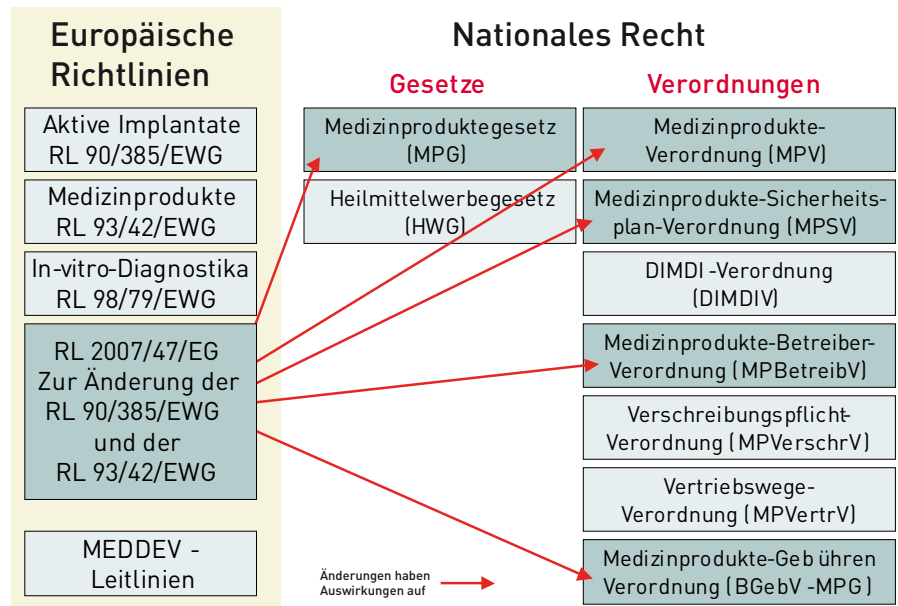 Europäische
Richtlinien
Aktive Implantate
RL 90/385/EWG
Medizinprodukte
RL 93/42/EWG
In-vitro-Diagnostika
RL 98/79/EWG
RL 2007/47/EG
Zur Änderung der
RL 90/385/EWG
und der
RL 93/42/EWG
MEDDEV -
Leitlinien
Nationales Recht
Gesetze
Medizinproduktegesetz
(MPG)
Heilmittelwerbegesetz
(HWG)
Verordnungen
Medizinprodukte-
Verordnung (MPV)
Medizinprodukte-Sicherheits-
plan-Verordnung (MPSV)
DIMDI -Verordnung
(DIMDIV)
Medizinprodukte-Betreiber-
Verordnung (MPBetreibV)
Verschreibungspflicht-
Verordnung (MPVerschrV)
Vertriebswege-
Verordnung (MPVertrV)
Medizinprodukte-Geb ühren
Verordnung (BGebV -MPG )
Änderungen haben
Auswirkungen auf